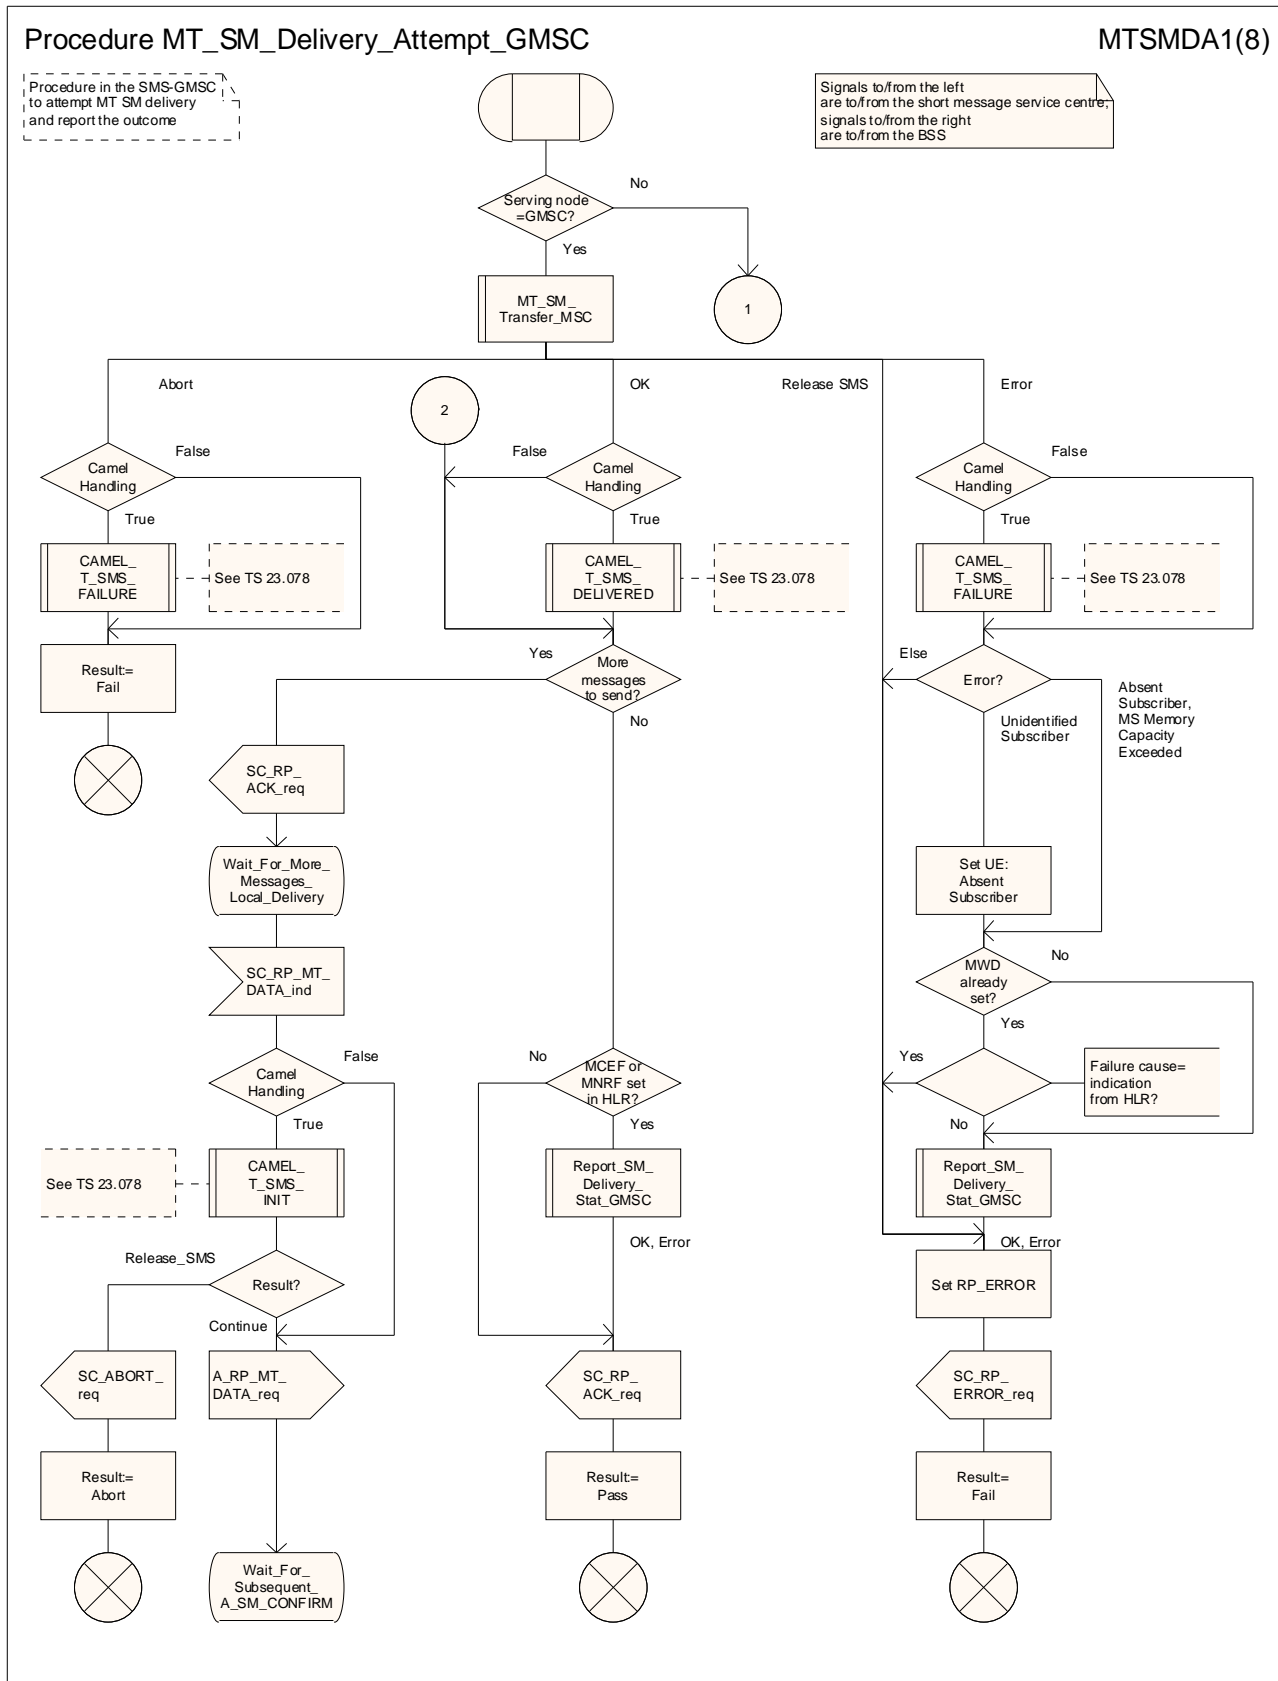 Procedure MT_SM_Delivery_Attempt_GMSC
MTSMDA1(8)
Procedure in the SMS-GMSC
to attempt MT SM delivery
and report the outcome
Signals to/from the left
are to/from the short message service centre;
signals to/from the right
are to/from the BSS
Serving node
=GMSC?
No
Yes
MT_SM_
Transfer_MSC
1
Abort
2
OK
Release SMS
Error
Camel
Handling
False
True
Camel
Handling
False
True
Camel
Handling
False
True
CAMEL_
T_SMS_
FAILURE
See TS 23.078
CAMEL_
T_SMS_
DELIVERED
See TS 23.078
CAMEL_
T_SMS_
FAILURE
See TS 23.078
Result:=
Fail
Yes
More
messages
to send?
No
Else
Error?
Unidentified
Subscriber
Absent
Subscriber,
MS Memory
Capacity
Exceeded
SC_RP_
ACK_req
Wait_For_More_
Messages_
Local_Delivery
Set UE:
Absent
Subscriber
SC_RP_MT_
DATA_ind
MWD
already
set?
No
Yes
Camel
Handling
False
True
No
MCEF or
MNRF set
in HLR?
Yes
Yes
Failure cause=
indication
from HLR?
No
See TS 23.078
CAMEL_
T_SMS_
INIT
Report_SM_
Delivery_
Stat_GMSC
Report_SM_
Delivery_
Stat_GMSC
OK, Error
OK, Error
Release_SMS
Result?
Continue
Set RP_ERROR
SC_ABORT_
req
A_RP_MT_
DATA_req
SC_RP_
ACK_req
SC_RP_
ERROR_req
Result:=
Abort
Result:=
Pass
Result:=
Fail
Wait_For_
Subsequent_
A_SM_CONFIRM